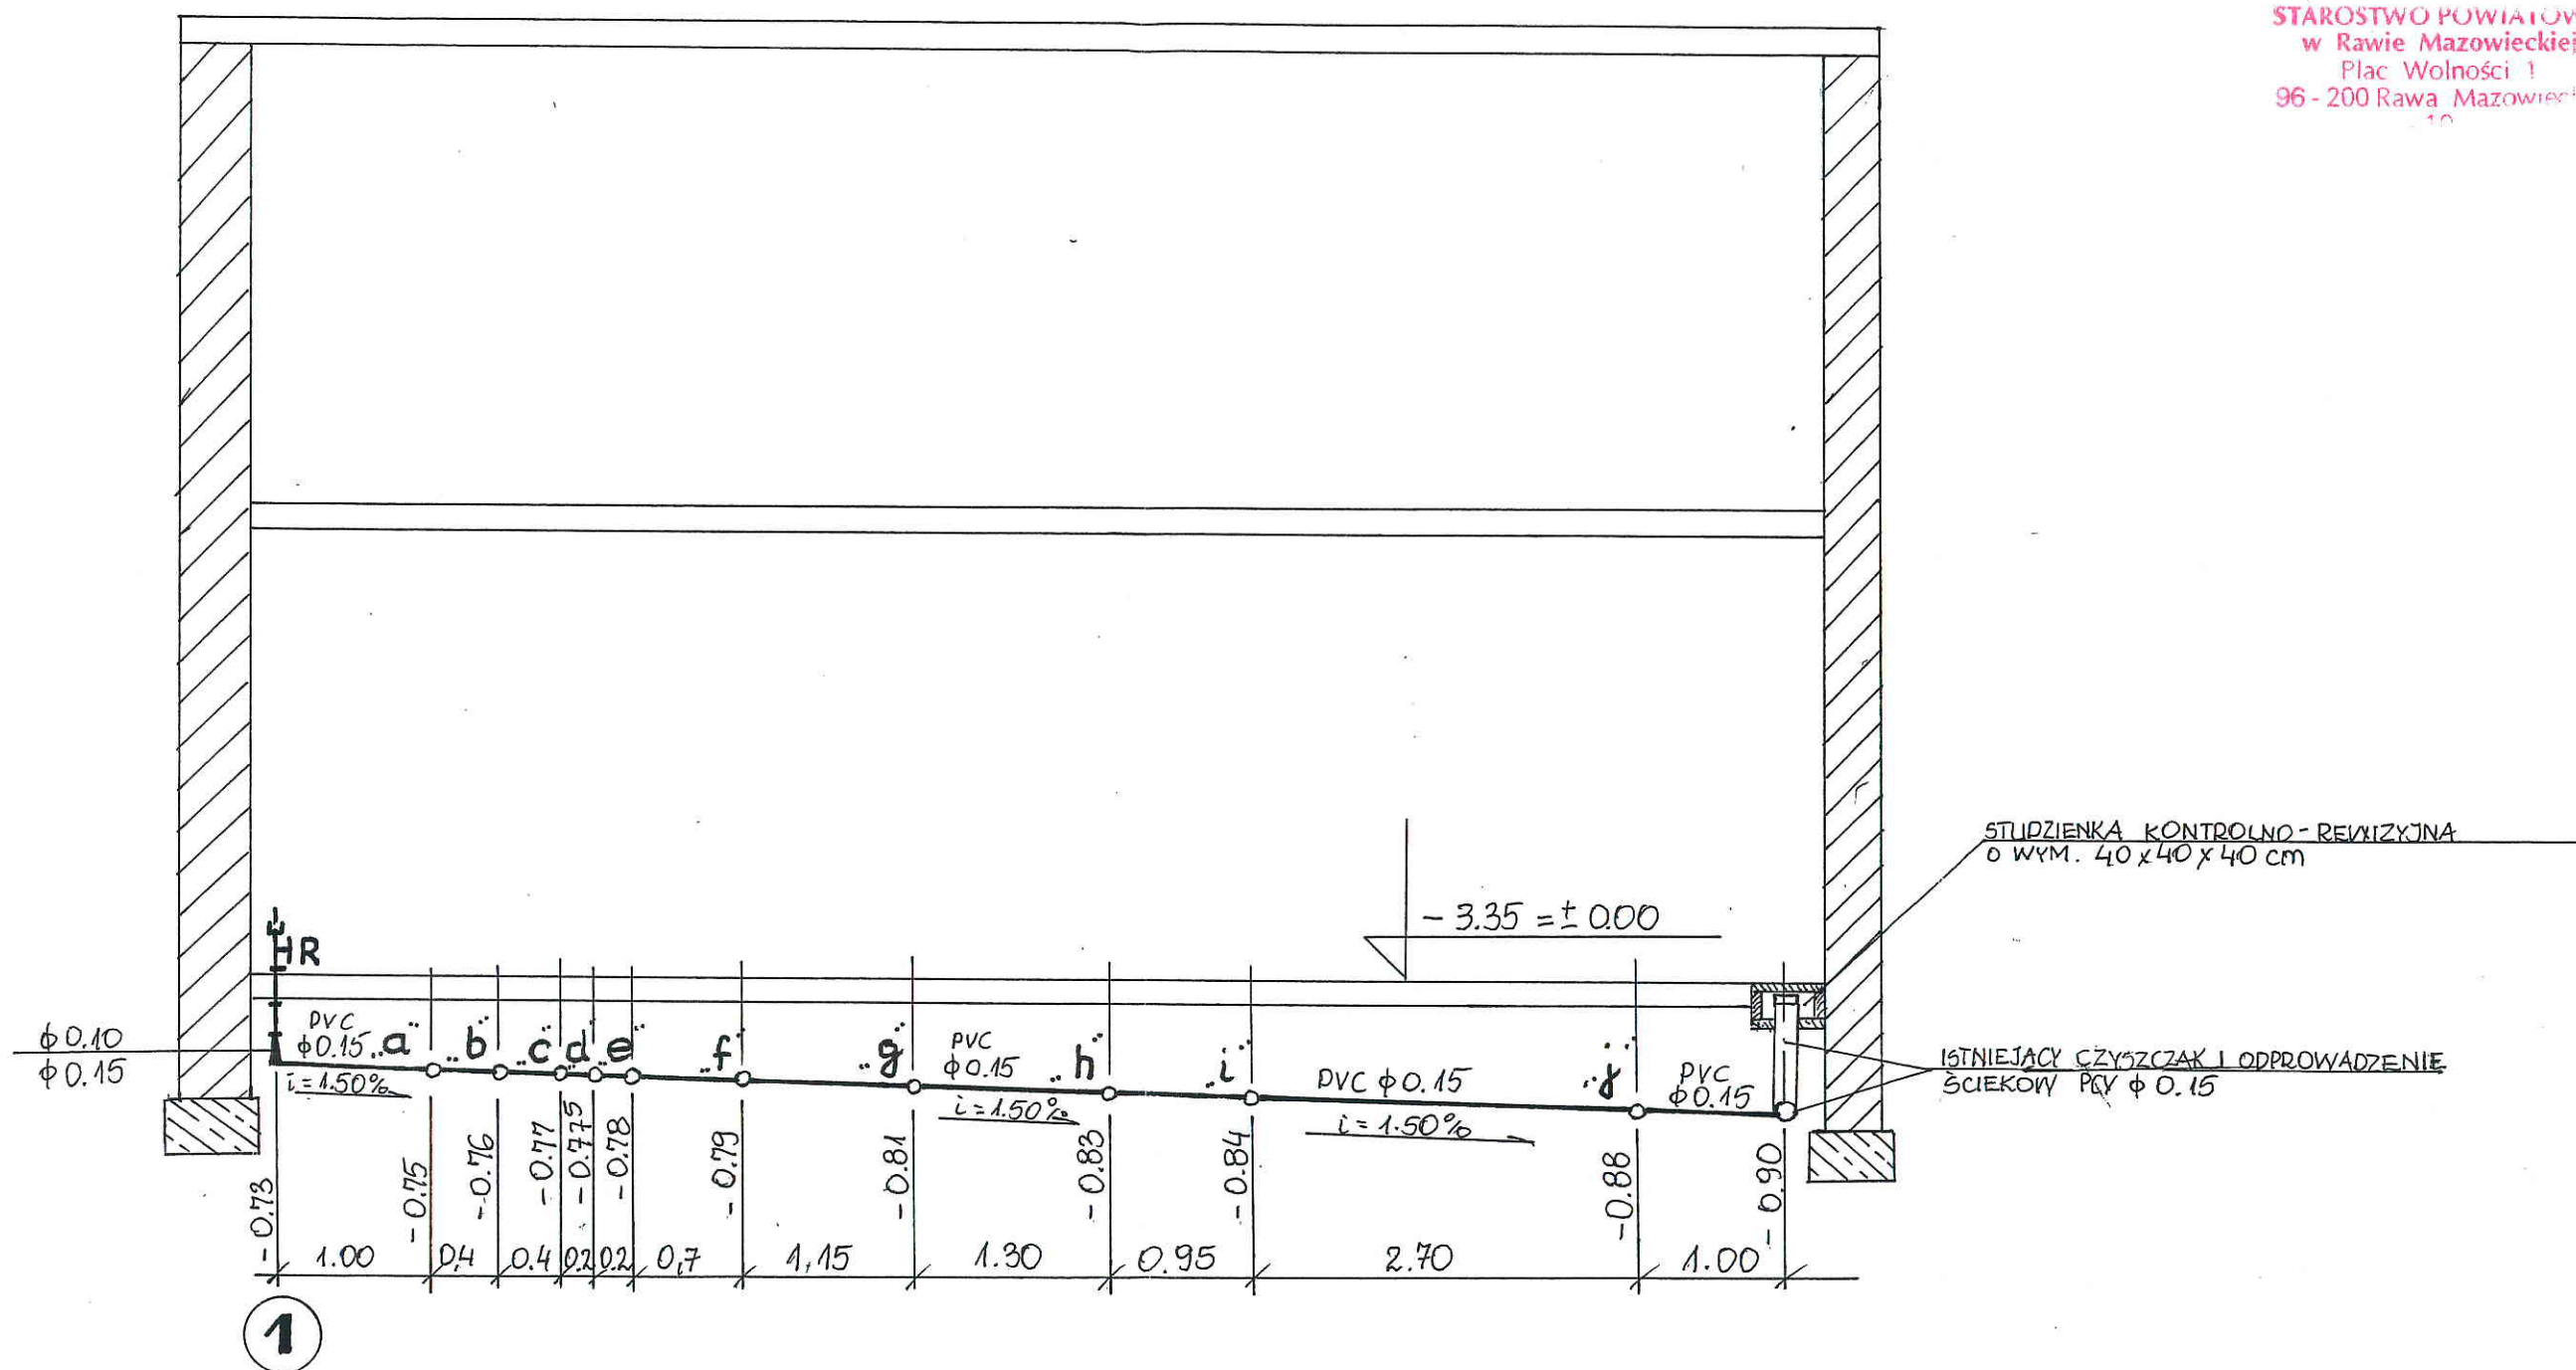 w Rawie Mazowieckiej
Plac Wolności 1
96 - 200 Rawa
STAROSTWO
STUDZIENKA KONTROLNO - REWIZYJNA
O WYM. 40 x 40 x 40 cm
- 3.35 = ± 0.00
HR
ϕ 0.10
ϕ 0.15
PVC
ϕ 0.15
i = 1.50%
„a”
„b”
„c”
„d”
„e”
„f”
„g”
PVC
ϕ 0.15
i = 1.50%
„h”
„i”
PVC ϕ 0.15
i = 1.50%
„j”
PVC
ϕ 0.15
ISTNIEJĄCY CZYSZCZAK I ODPROWADZENIE
ŚCIEKÓW PCV ϕ 0.15
- 0.73
- 0.75
- 0.76
- 0.77
- 0.775
- 0.78
- 0.79
- 0.81
- 0.83
- 0.84
- 0.88
- 0.90
1.00 0,4 0.4 0.2 0.2 0,7 1,15 1.30 0.95 2.70 1.00
1